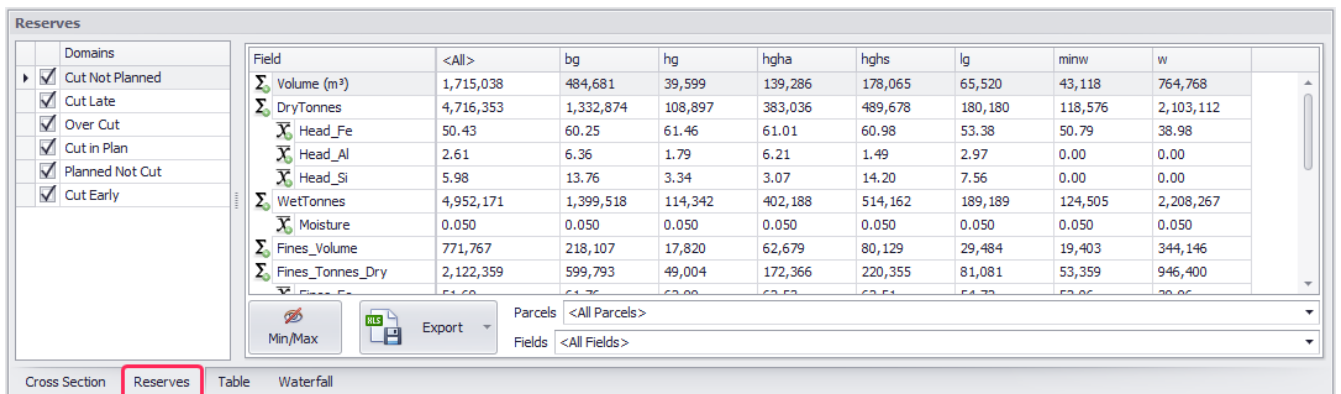 Reserves
Domains
Cut Not Planned
Cut Late
Over Cut
Cut in Plan
Planned Not Cut
Cut Early
Field <All> bg hg hgha hghs lg minw w
Σ Volume (m³) 1,715,038 484,681 39,599 139,286 178,065 65,520 43,118 764,768
Σ DryTonnes 4,716,353 1,332,874 108,897 383,036 489,678 180,180 118,576 2,103,112
X Head_Fe 50.43 60.25 61.46 61.01 60.98 53.38 50.79 38.98
X Head_Al 2.61 6.36 1.79 6.21 1.49 2.97 0.00 0.00
X Head_Si 5.98 13.76 3.34 3.07 14.20 7.56 0.00 0.00
Σ WetTonnes 4,952,171 1,399,518 114,342 402,188 514,162 189,189 124,505 2,208,267
X Moisture 0.050 0.050 0.050 0.050 0.050 0.050 0.050 0.050
Σ Fines_Volume 771,767 218,107 17,820 62,679 80,129 29,484 19,403 344,146
Σ Fines_Tonnes_Dry 2,122,359 599,793 49,004 172,366 220,355 81,081 53,359 946,400
Min/Max
XLS Export
Parcels <All Parcels>
Fields <All Fields>
Cross Section Reserves Table Waterfall